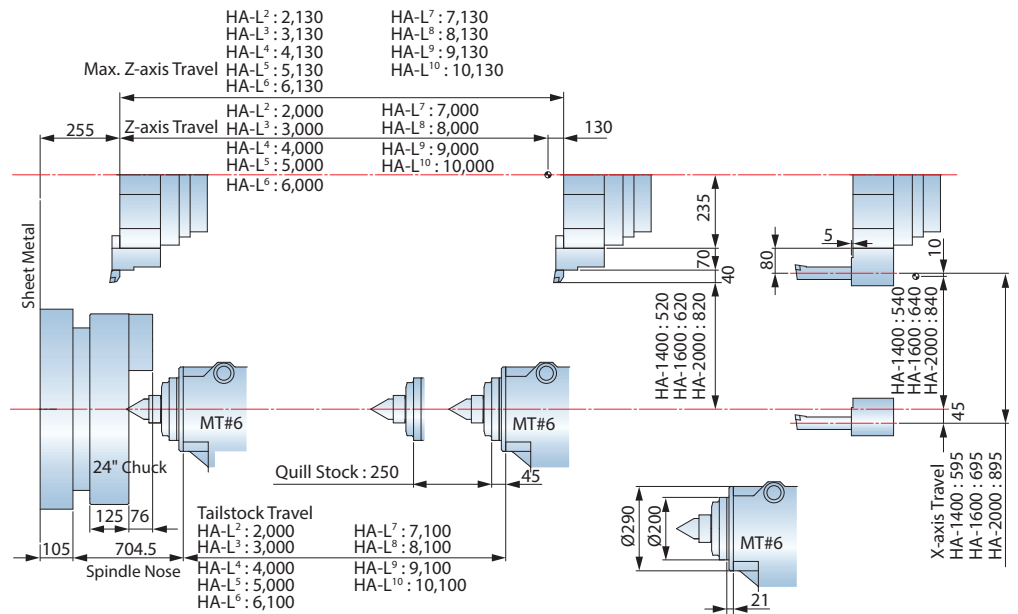 HA-L² : 2,130 HA-L⁷ : 7,130
HA-L³ : 3,130 HA-L⁸ : 8,130
HA-L⁴ : 4,130 HA-L⁹ : 9,130
Max. Z-axis Travel HA-L⁵ : 5,130 HA-L¹⁰ : 10,130
HA-L⁶ : 6,130
HA-L² : 2,000 HA-L⁷ : 7,000
255 Z-axis Travel HA-L³ : 3,000 HA-L⁸ : 8,000 130
HA-L⁴ : 4,000 HA-L⁹ : 9,000
HA-L⁵ : 5,000 HA-L¹⁰ : 10,000
HA-L⁶ : 6,000
235
70
40
5
80
10
Sheet Metal
HA-1400 : 520
HA-1600 : 620
HA-2000 : 820
HA-1400 : 540
HA-1600 : 640
HA-2000 : 840
45
MT#6
MT#6
24" Chuck
Quill Stock : 250
45
X-axis Travel
HA-1400 : 595
HA-1600 : 695
HA-2000 : 895
125 76
105 704.5
Spindle Nose
Tailstock Travel
HA-L² : 2,000 HA-L⁷ : 7,100
HA-L³ : 3,000 HA-L⁸ : 8,100
HA-L⁴ : 4,000 HA-L⁹ : 9,100
HA-L⁵ : 5,000 HA-L¹⁰ : 10,100
HA-L⁶ : 6,100
Ø290
Ø200
MT#6
21